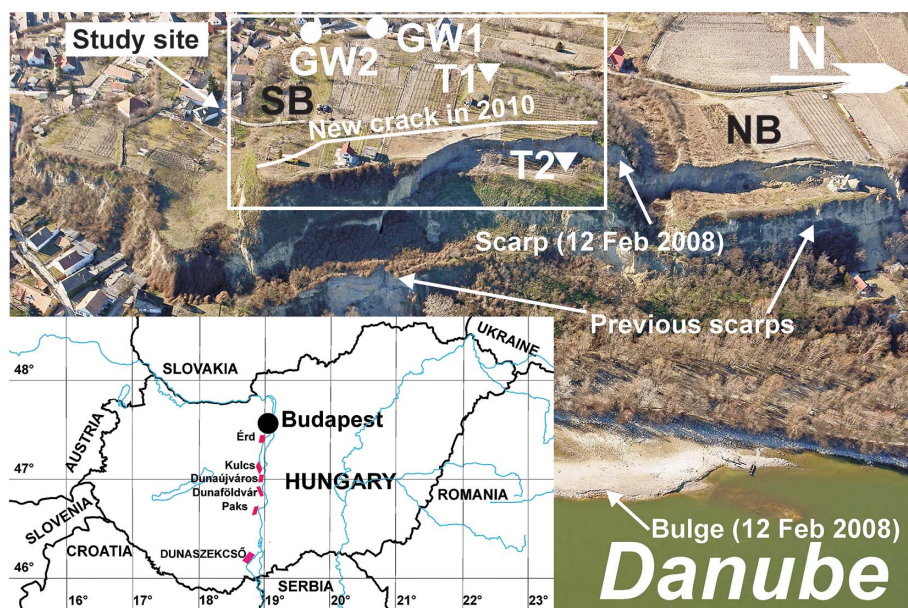 Study site
GW2
GW1
T1
SB
New crack in 2010
T2
N
NB
Scarp (12 Feb 2008)
Previous scarps
Bulge (12 Feb 2008)
Danube
48°
47°
46°
16°
17°
18°
19°
20°
21°
22°
23°
SLOVAKIA
UKRAINE
AUSTRIA
Budapest
Érd
Kulcs
Dunaújváros
Dunaföldvár
Paks
HUNGARY
ROMANIA
SLOVENIA
CROATIA
DUNASZEKCSŐ
SERBIA